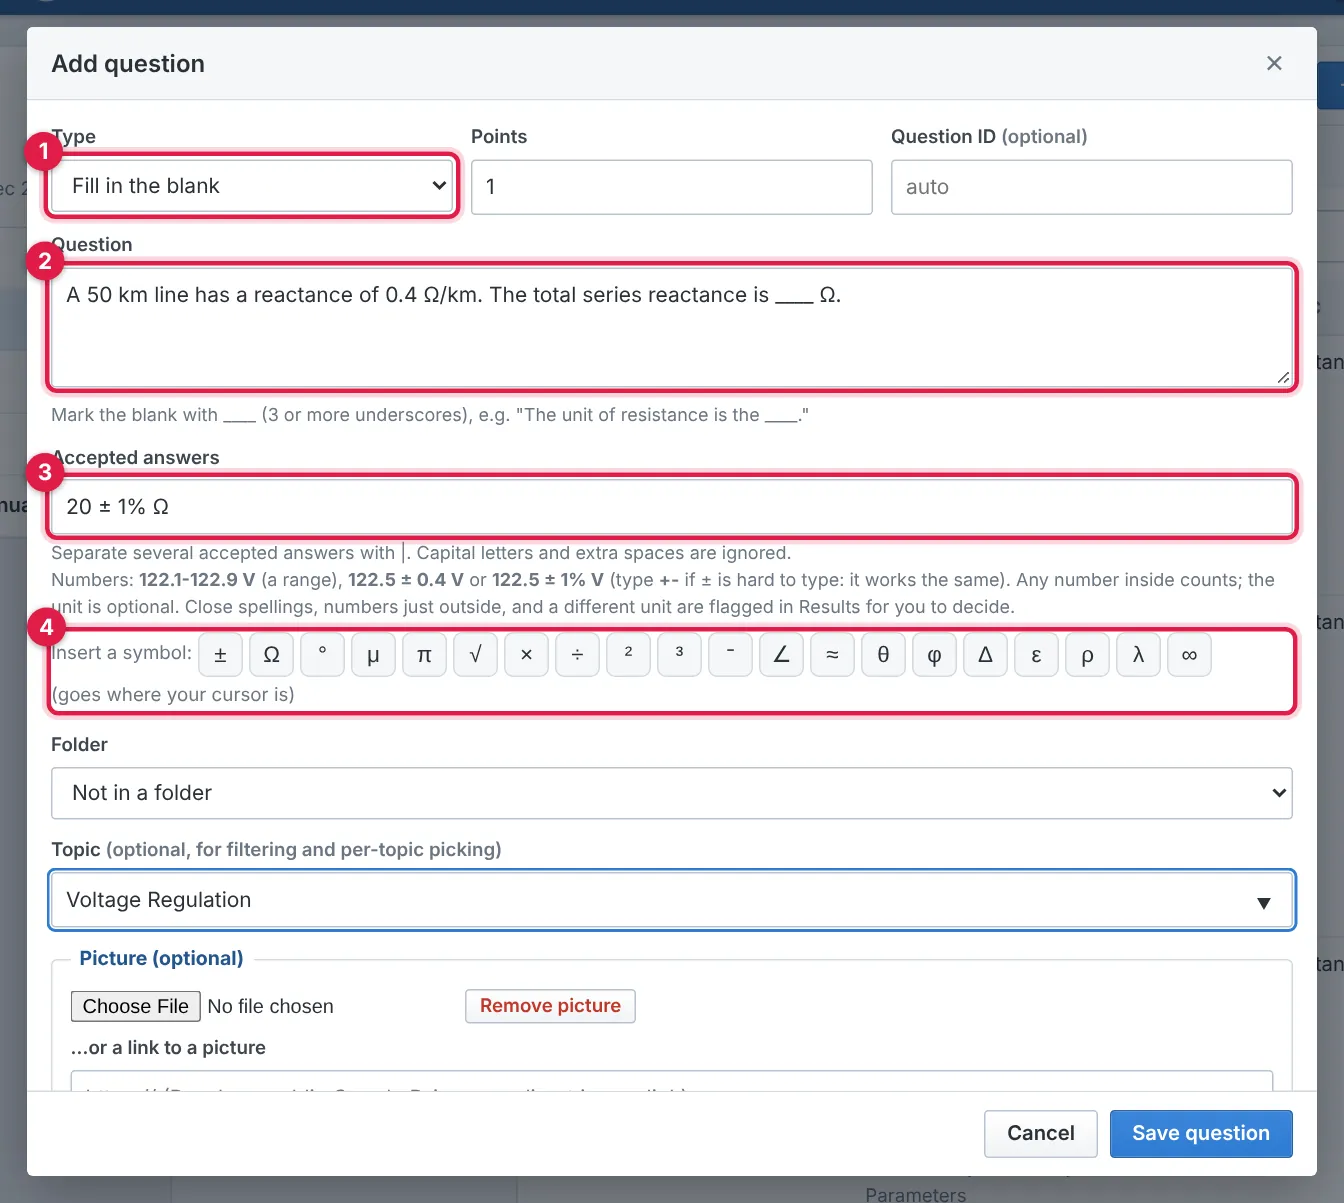 Add question
×
Type
Points
Question ID (optional)
1
Fill in the blank
1
auto
Question
2
A 50 km line has a reactance of 0.4 Ω/km. The total series reactance is ____ Ω.
Mark the blank with ____ (3 or more underscores), e.g. "The unit of resistance is the ____."
Accepted answers
3
20 ± 1% Ω
Separate several accepted answers with |. Capital letters and extra spaces are ignored.
Numbers: 122.1-122.9 V (a range), 122.5 ± 0.4 V or 122.5 ± 1% V (type +- if ± is hard to type: it works the same). Any number inside counts; the
unit is optional. Close spellings, numbers just outside, and a different unit are flagged in Results for you to decide.
4
Insert a symbol: ± Ω ° µ π √ × ÷ ² ³ ⁻ ∠ ≈ θ φ Δ ε ρ λ ∞
(goes where your cursor is)
Folder
Not in a folder
Topic (optional, for filtering and per-topic picking)
Voltage Regulation
Picture (optional)
Choose File No file chosen
Remove picture
...or a link to a picture
Cancel
Save question
Parameters